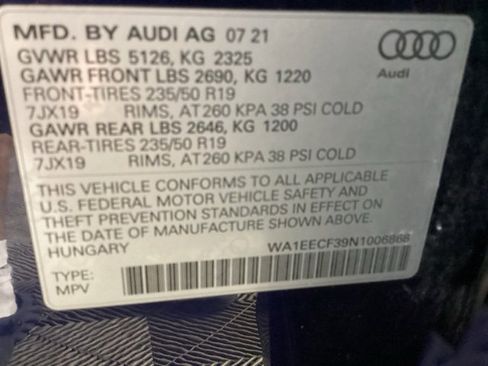 MFD. BY AUDI AG 07 21
GVWR LBS 5126, KG 2325
GAWR FRONT LBS 2690, KG 1220
FRONT-TIRES 235/50 R19
7JX19 RIMS, AT 260 KPA 38 PSI COLD
GAWR REAR LBS 2646, KG 1200
REAR-TIRES 235/50 R19
7JX19 RIMS, AT 260 KPA 38 PSI COLD
THIS VEHICLE CONFORMS TO ALL APPLICABLE
U.S. FEDERAL MOTOR VEHICLE SAFETY AND
THEFT PREVENTION STANDARDS IN EFFECT ON
THE DATE OF MANUFACTURE SHOWN ABOVE.
HUNGARY WA1EECF39N1006866
TYPE:
MPV
Audi